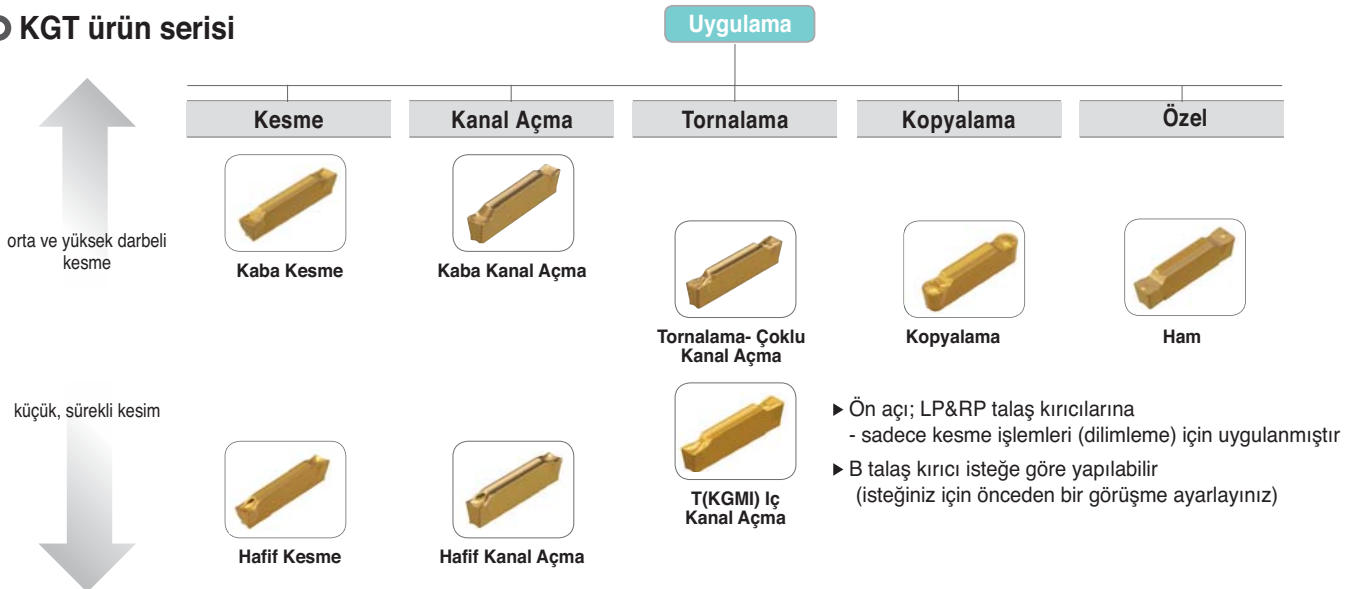 KGT ürün serisi
Uygulama
Kesme
Kanal Açma
Tornalama
Kopyalama
Özel
orta ve yüksek darbeli
kesme
Kaba Kesme
Kaba Kanal Açma
Tornalama- Çoklu
Kanal Açma
Kopyalama
Ham
küçük, sürekli kesim
Hafif Kesme
Hafif Kanal Açma
T(KGMI) Iç
Kanal Açma
▶ Ön açı; LP&RP talaş kırıcılarına
- sadece kesme işlemleri (dilimleme) için uygulanmıştır
▶ B talaş kırıcı isteğe göre yapılabilir
(isteğiniz için önceden bir görüşme ayarlayınız)